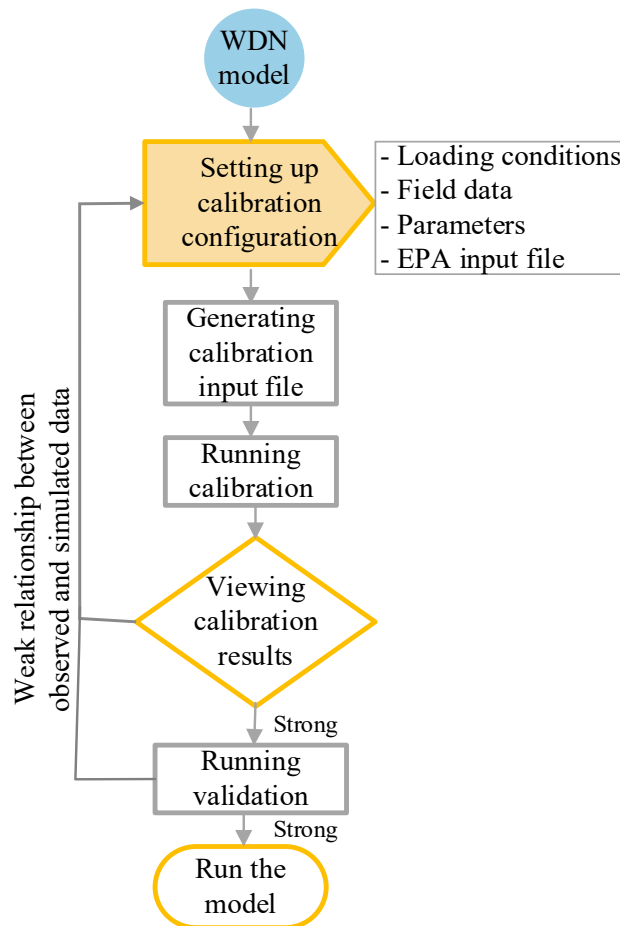 WDN
model
Setting up
calibration
configuration
- Loading conditions
- Field data
- Parameters
- EPA input file
Generating
calibration
input file
Running
calibration
Weak relationship between
observed and simulated data
Viewing
calibration
results
Strong
Running
validation
Strong
Run the
model